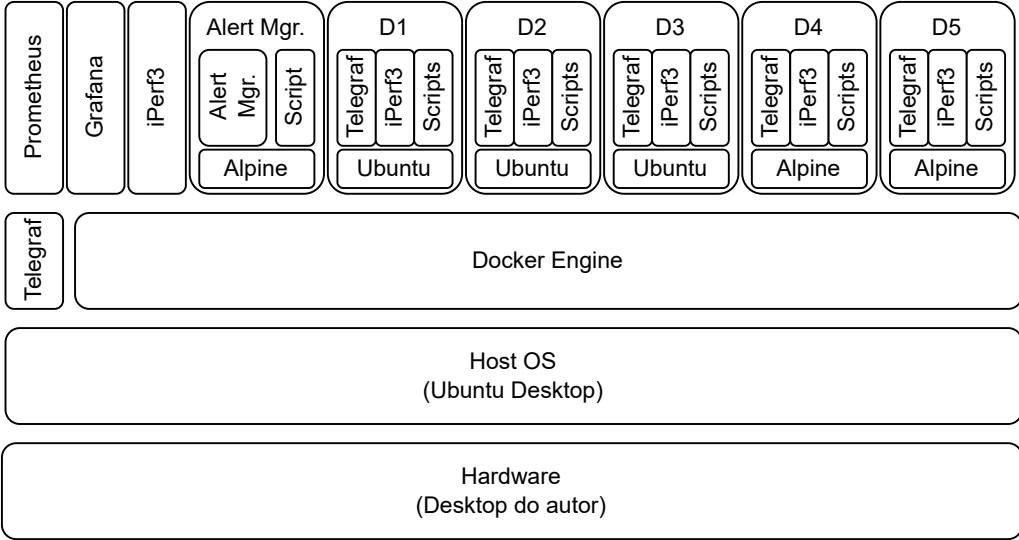 Prometheus
Grafana
iPerf3
Alert Mgr.
Alert
Mgr.
Script
Alpine
D1
Telegraf
iPerf3
Scripts
Ubuntu
D2
Telegraf
iPerf3
Scripts
Ubuntu
D3
Telegraf
iPerf3
Scripts
Ubuntu
D4
Telegraf
iPerf3
Scripts
Alpine
D5
Telegraf
iPerf3
Scripts
Alpine
Telegraf
Docker Engine
Host OS
(Ubuntu Desktop)
Hardware
(Desktop do autor)